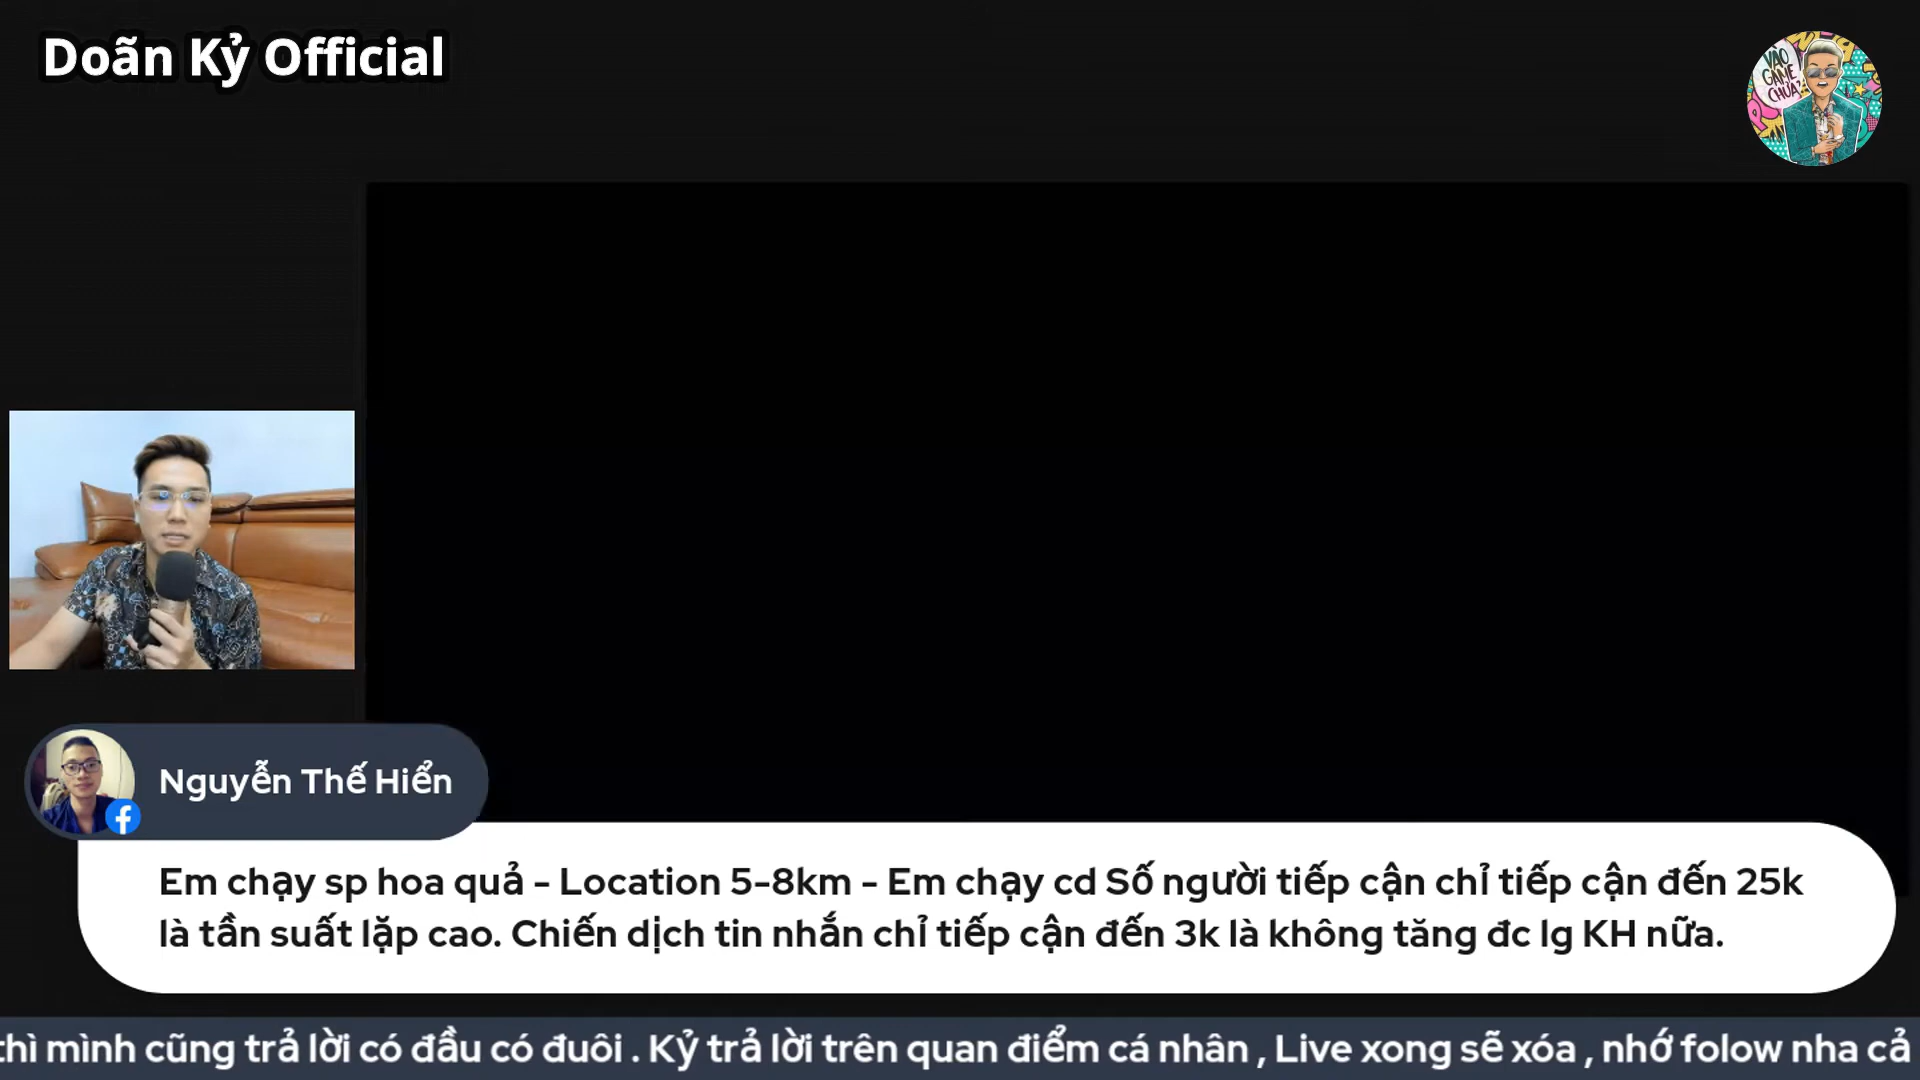 Doãn Kỷ Official
VÀO
GAME
CHƯA?
Nguyễn Thế Hiển
Em chạy sp hoa quả - Location 5-8km - Em chạy cd Số người tiếp cận chỉ tiếp cận đến 25k
là tần suất lặp cao. Chiến dịch tin nhắn chỉ tiếp cận đến 3k là không tăng đc lg KH nữa.
thì mình cũng trả lời có đầu có đuôi . Kỷ trả lời trên quan điểm cá nhân , Live xong sẽ xóa , nhớ folow nha cả